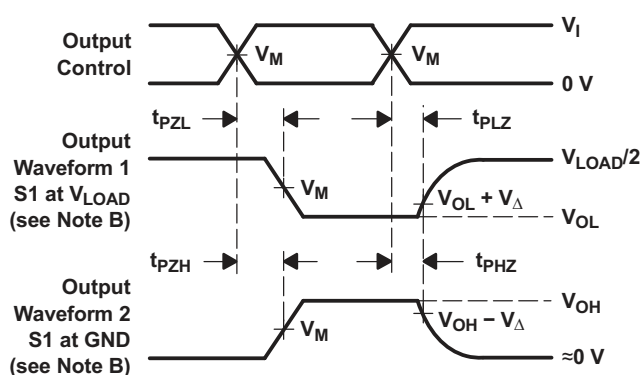 Output
Control
V_M
V_M
V_I
0 V
t_PZL
t_PLZ
Output
Waveform 1
S1 at V_LOAD
(see Note B)
V_M
V_LOAD/2
V_OL + V_Δ
V_OL
t_PZH
t_PHZ
Output
Waveform 2
S1 at GND
(see Note B)
V_M
V_OH
V_OH − V_Δ
≈0 V